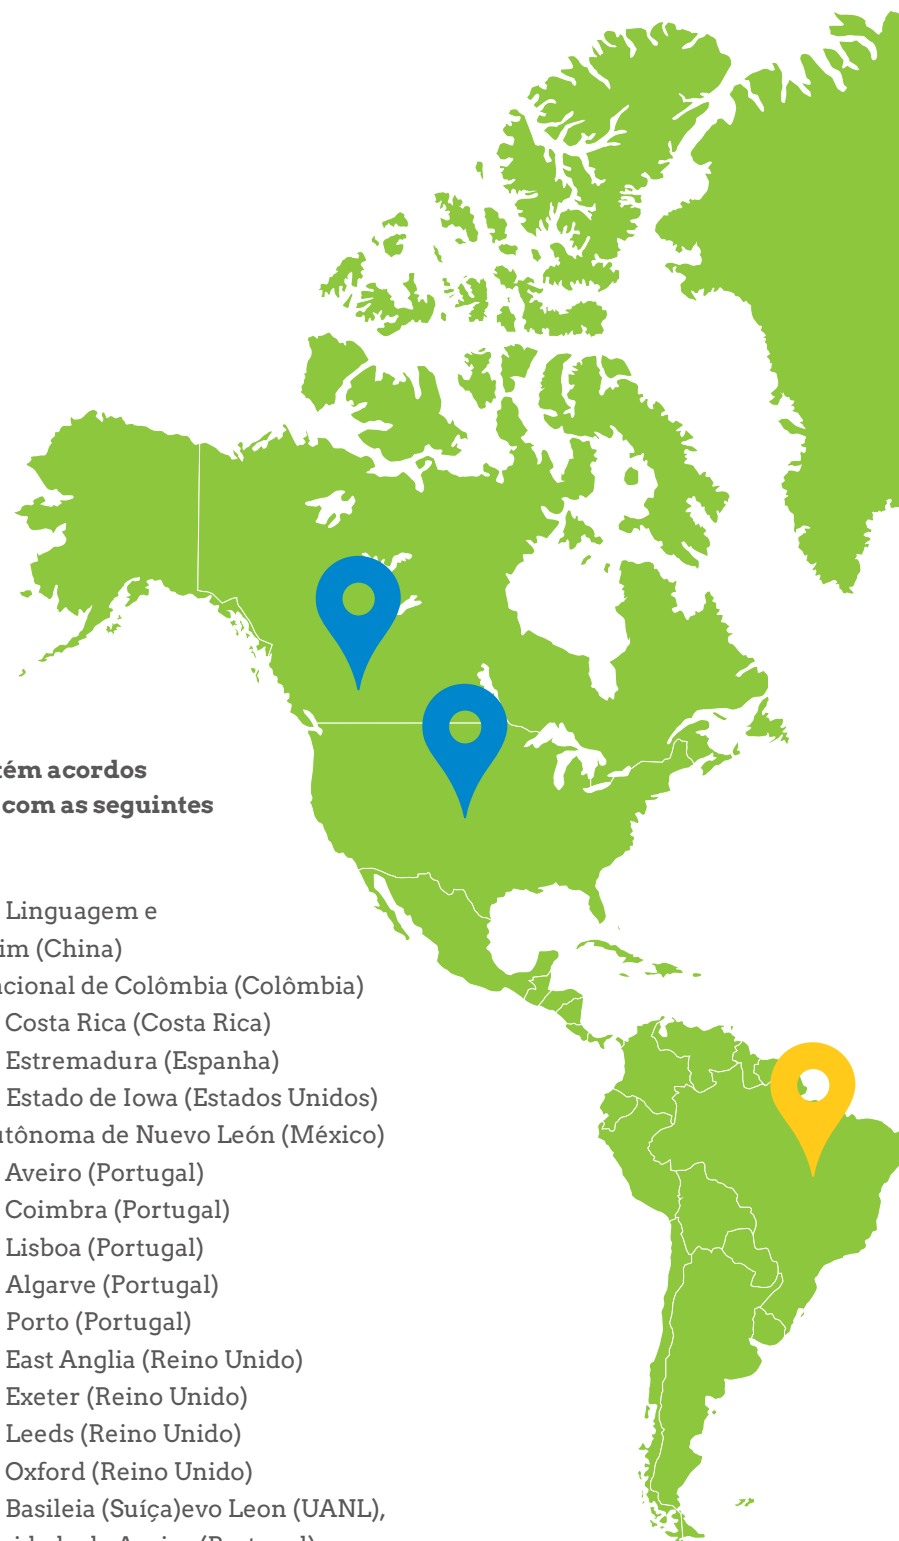 tém acordos
com as seguintes
Linguagem e
im (China)
cional de Colômbia (Colômbia)
Costa Rica (Costa Rica)
Estremadura (Espanha)
Estado de Iowa (Estados Unidos)
utônoma de Nuevo León (México)
Aveiro (Portugal)
Coimbra (Portugal)
Lisboa (Portugal)
Algarve (Portugal)
Porto (Portugal)
East Anglia (Reino Unido)
Exeter (Reino Unido)
Leeds (Reino Unido)
Oxford (Reino Unido)
Basileia (Suíça)evo Leon (UANL),